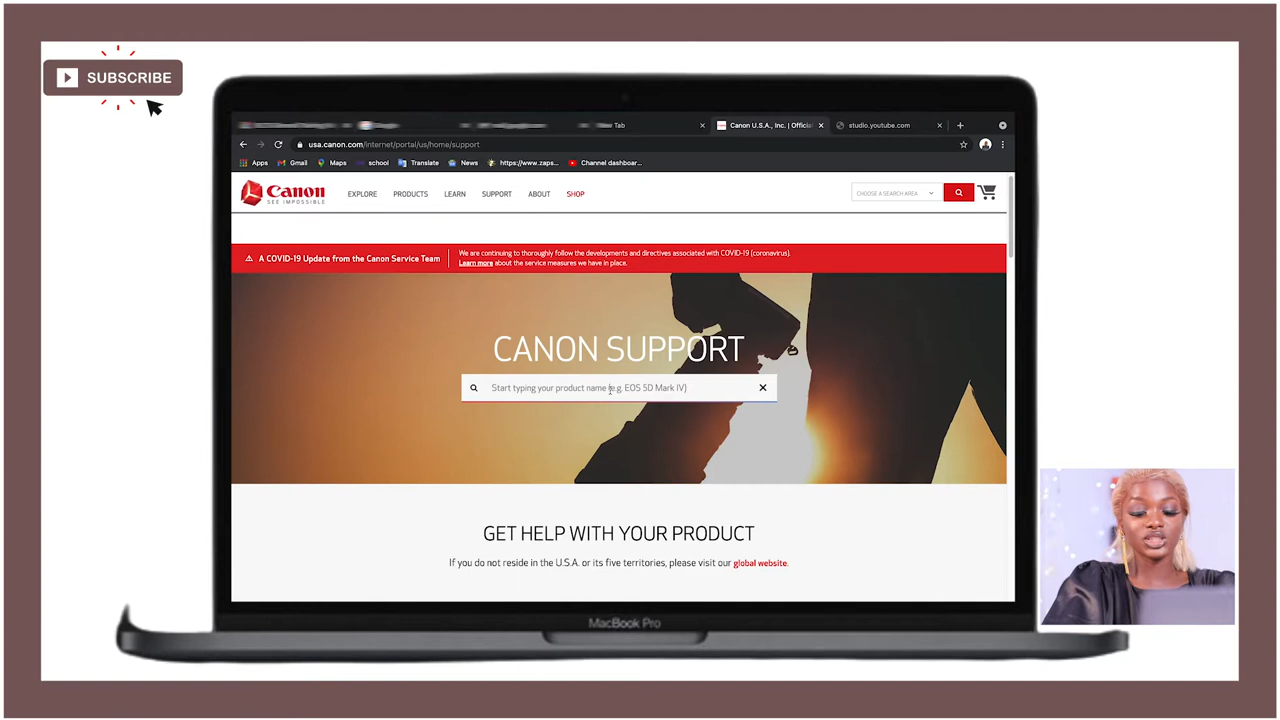 SUBSCRIBE
New Tab
Canon U.S.A., Inc. | Official
studio.youtube.com
usa.canon.com/internet/portal/us/home/support
Apps
Gmail
Maps
school
Translate
News
https://www.zaps...
Channel dashboar...
Canon
SEE IMPOSSIBLE
EXPLORE
PRODUCTS
LEARN
SUPPORT
ABOUT
SHOP
CHOOSE A SEARCH AREA
A COVID-19 Update from the Canon Service Team
We are continuing to thoroughly follow the developments and directives associated with COVID-19 (coronavirus).
Learn more about the service measures we have in place.
CANON SUPPORT
Start typing your product name (e.g. EOS 5D Mark IV)
GET HELP WITH YOUR PRODUCT
If you do not reside in the U.S.A. or its five territories, please visit our global website.
MacBook Pro